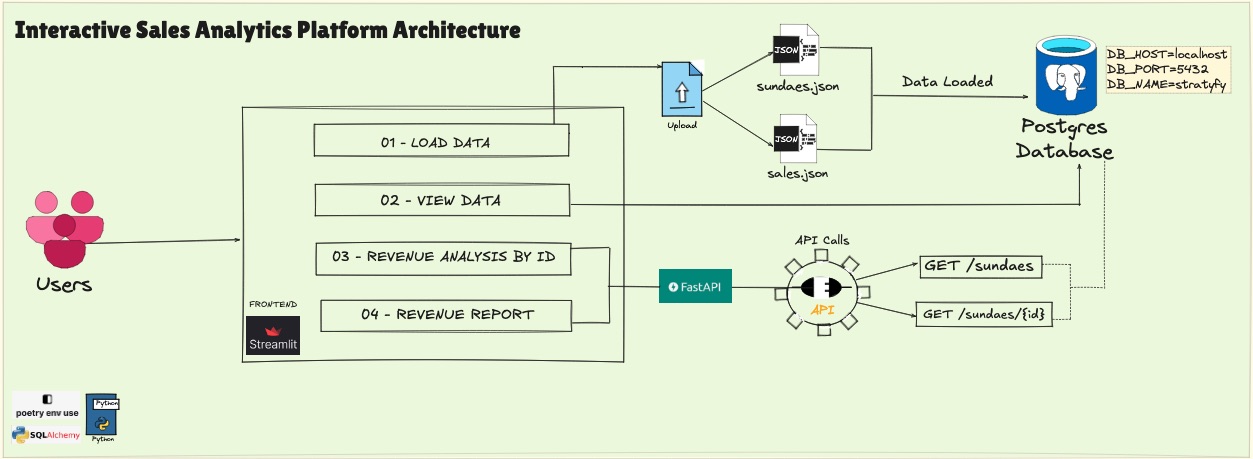 Interactive Sales Analytics Platform Architecture
JSON
sundaes.json
Upload
JSON
sales.json
Data Loaded
DB_HOST=localhost
DB_PORT=5432
DB_NAME=stratyfy
Postgres
Database
01 - LOAD DATA
02 - VIEW DATA
03 - REVENUE ANALYSIS BY ID
04 - REVENUE REPORT
Users
FRONTEND
Streamlit
FastAPI
API Calls
API
GET /sundaes
GET /sundaes/{id}
poetry env use
SQLAlchemy
Python
Python